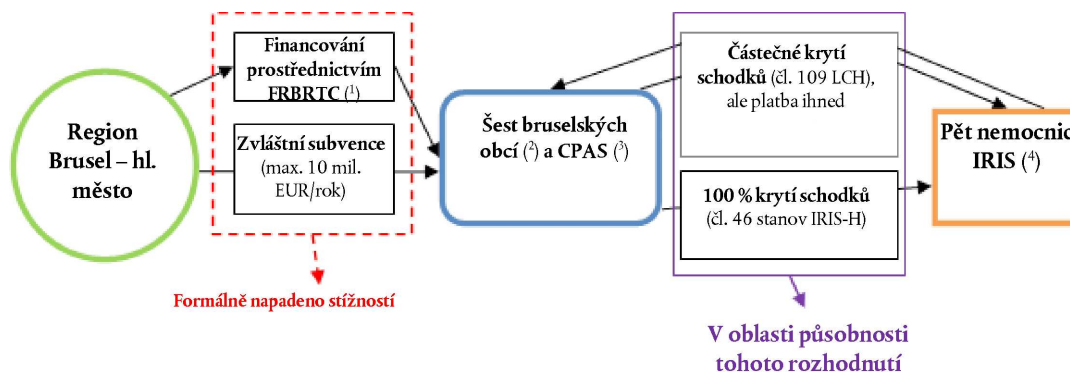 Region
Brusel – hl.
město
Financování
prostřednictvím
FRBRTC (¹)
Zvláštní subvence
(max. 10 mil.
EUR/rok)
Formálně napadeno stížností
Šest bruselských
obcí (²) a CPAS (³)
Částečné krytí
schodků (čl. 109 LCH),
ale platba ihned
100 % krytí schodků
(čl. 46 stanov IRIS-H)
V oblasti působnosti
tohoto rozhodnutí
Pět nemocnic
IRIS (⁴)